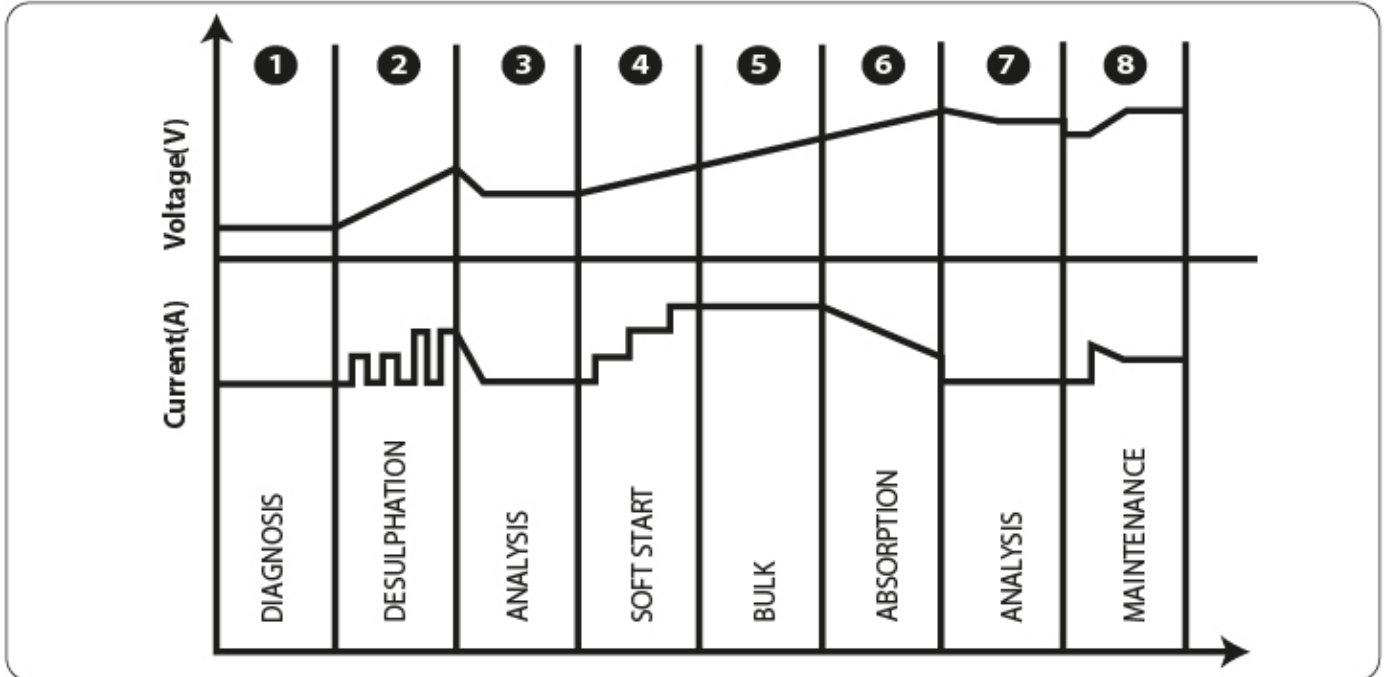 1
2
3
4
5
6
7
8
Voltage(V)
Current(A)
DIAGNOSIS
DESULPHATION
ANALYSIS
SOFT START
BULK
ABSORPTION
ANALYSIS
MAINTENANCE